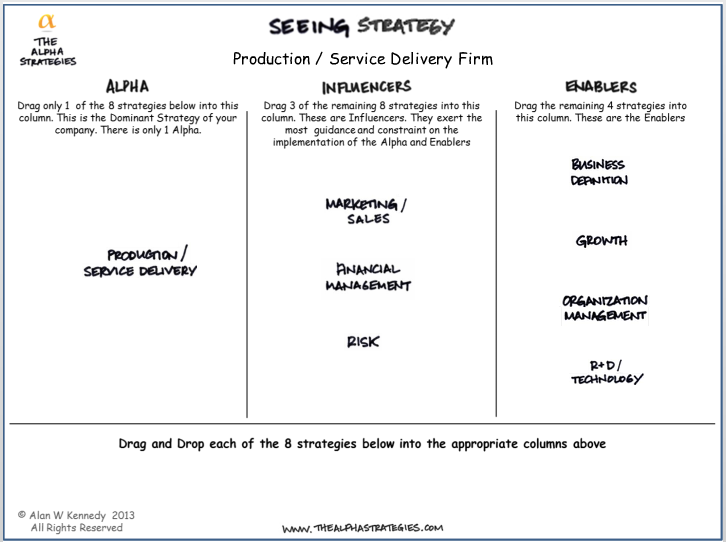 α
THE
ALPHA
STRATEGIES
SEEING STRATEGY
Production / Service Delivery Firm
ALPHA
Drag only 1 of the 8 strategies below into this
column. This is the Dominant Strategy of your
company. There is only 1 Alpha.
PRODUCTION /
SERVICE DELIVERY
INFLUENCERS
Drag 3 of the remaining 8 strategies into this
column. These are Influencers. They exert the
most guidance and constraint on the
implementation of the Alpha and Enablers
MARKETING /
SALES
FINANCIAL
MANAGEMENT
RISK
ENABLERS
Drag the remaining 4 strategies into
this column. These are the Enablers
BUSINESS
DEFINITION
GROWTH
ORGANIZATION
MANAGEMENT
R+D /
TECHNOLOGY
Drag and Drop each of the 8 strategies below into the appropriate columns above
© Alan W Kennedy 2013
All Rights Reserved
WWW.THEALPHASTRATEGIES.COM